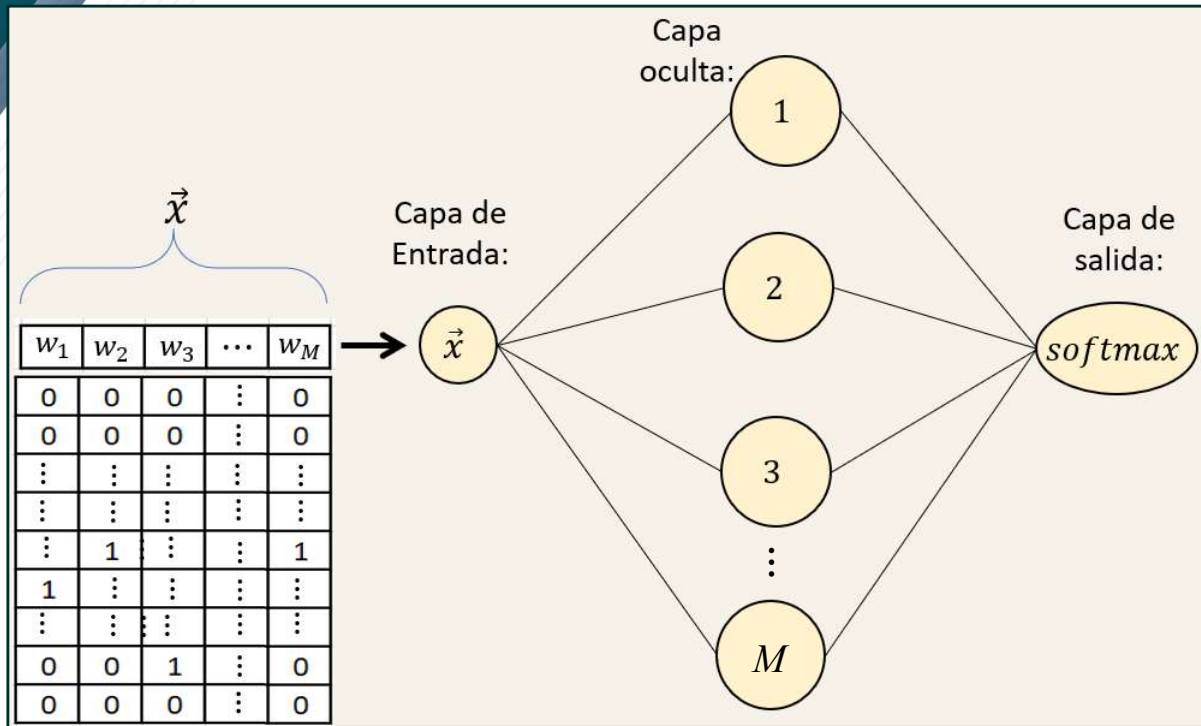 Capa
oculta:
1
x⃗
Capa de
Entrada:
2
Capa de
salida:
w₁ w₂ w₃ ⋯ w_M
x⃗
softmax
0 0 0 ⋮ 0
0 0 0 ⋮ 0
⋮ ⋮ ⋮ ⋮ ⋮
⋮ ⋮ ⋮ ⋮ ⋮
⋮ 1 ⋮ ⋮ ⋮ 1
1 ⋮ ⋮ ⋮ ⋮
⋮ ⋮ ⋮ ⋮ ⋮ ⋮
0 0 1 ⋮ 0
0 0 0 ⋮ 0
3
⋮
M